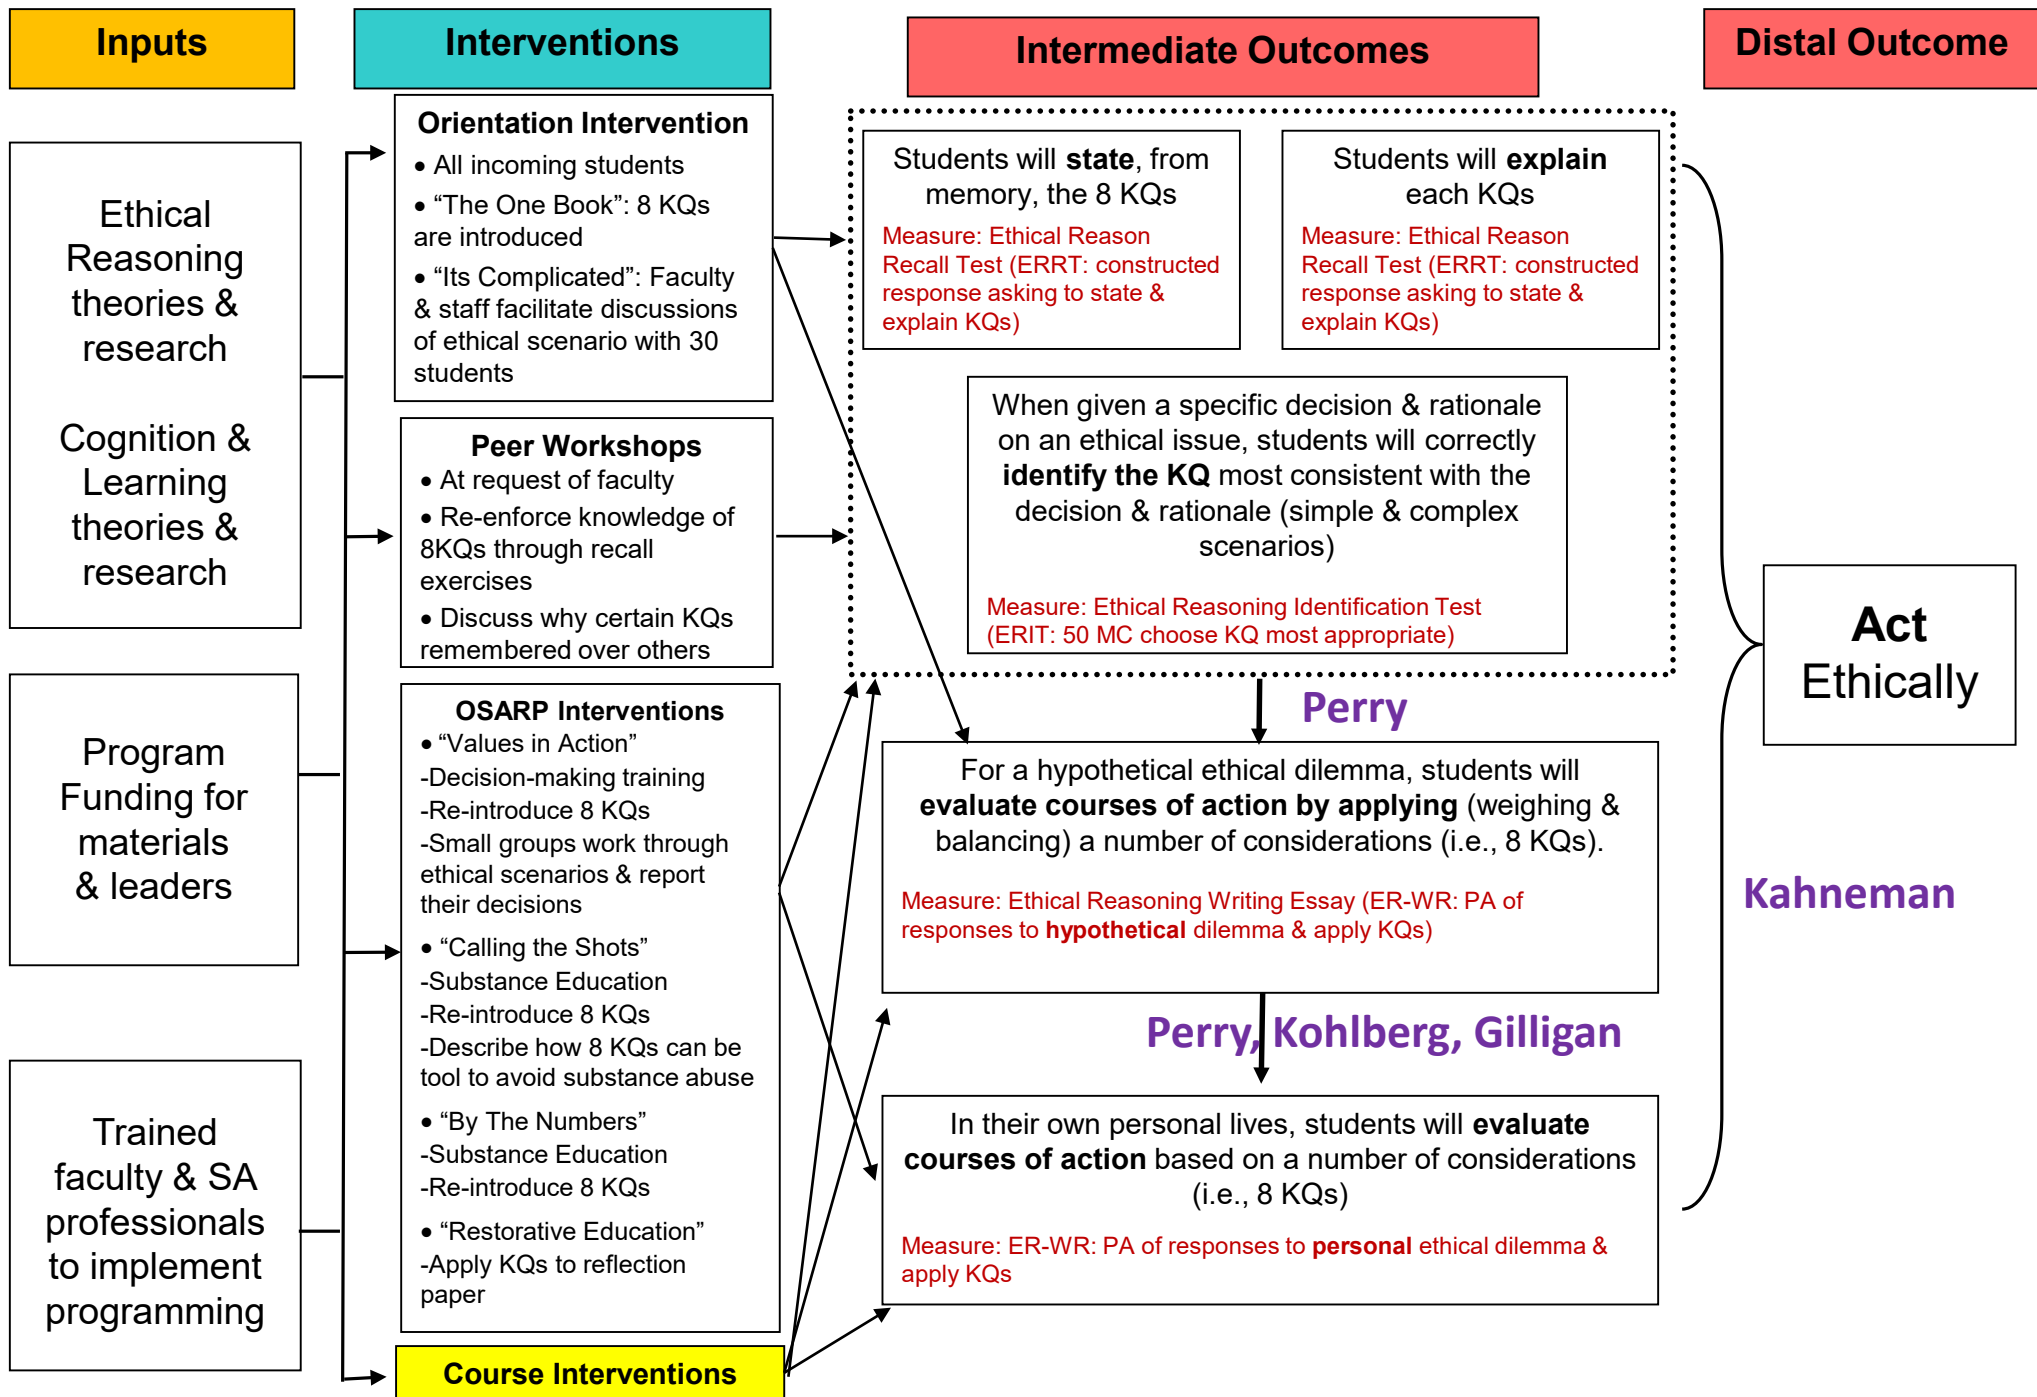 Inputs
Interventions
Intermediate Outcomes
Distal Outcome
Ethical
Reasoning
theories &
research
Cognition &
Learning
theories &
research
Program
Funding for
materials
& leaders
Trained
faculty & SA
professionals
to implement
programming
Orientation Intervention
• All incoming students
• “The One Book”: 8 KQs
are introduced
• “Its Complicated”: Faculty
& staff facilitate discussions
of ethical scenario with 30
students
Peer Workshops
• At request of faculty
• Re-enforce knowledge of
8KQs through recall
exercises
• Discuss why certain KQs
remembered over others
OSARP Interventions
• “Values in Action”
-Decision-making training
-Re-introduce 8 KQs
-Small groups work through
ethical scenarios & report
their decisions
• “Calling the Shots”
-Substance Education
-Re-introduce 8 KQs
-Describe how 8 KQs can be
tool to avoid substance abuse
• “By The Numbers”
-Substance Education
-Re-introduce 8 KQs
• “Restorative Education”
-Apply KQs to reflection
paper
Course Interventions
Students will state, from
memory, the 8 KQs
Measure: Ethical Reason
Recall Test (ERRT: constructed
response asking to state &
explain KQs)
Students will explain
each KQs
Measure: Ethical Reason
Recall Test (ERRT: constructed
response asking to state &
explain KQs)
When given a specific decision & rationale
on an ethical issue, students will correctly
identify the KQ most consistent with the
decision & rationale (simple & complex
scenarios)
Measure: Ethical Reasoning Identification Test
(ERIT: 50 MC choose KQ most appropriate)
Perry
For a hypothetical ethical dilemma, students will
evaluate courses of action by applying (weighing &
balancing) a number of considerations (i.e., 8 KQs).
Measure: Ethical Reasoning Writing Essay (ER-WR: PA of
responses to hypothetical dilemma & apply KQs)
Perry, Kohlberg, Gilligan
In their own personal lives, students will evaluate
courses of action based on a number of considerations
(i.e., 8 KQs)
Measure: ER-WR: PA of responses to personal ethical dilemma &
apply KQs
Act
Ethically
Kahneman